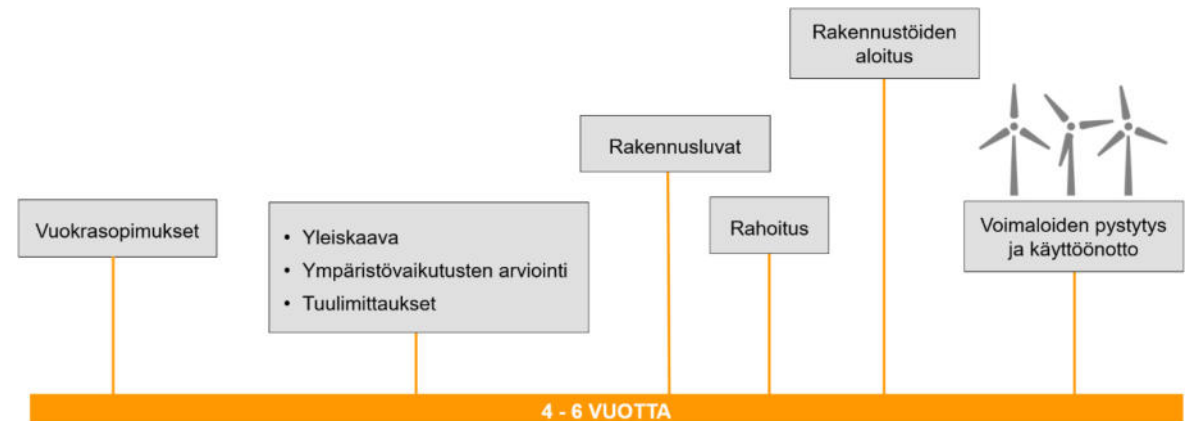 Vuokrasopimukset
• Yleiskaava
• Ympäristövaikutusten arviointi
• Tuulimittaukset
Rakennusluvat
Rahoitus
Rakennustöiden
aloitus
Voimaloiden pystytys
ja käyttöönotto
4 - 6 VUOTTA